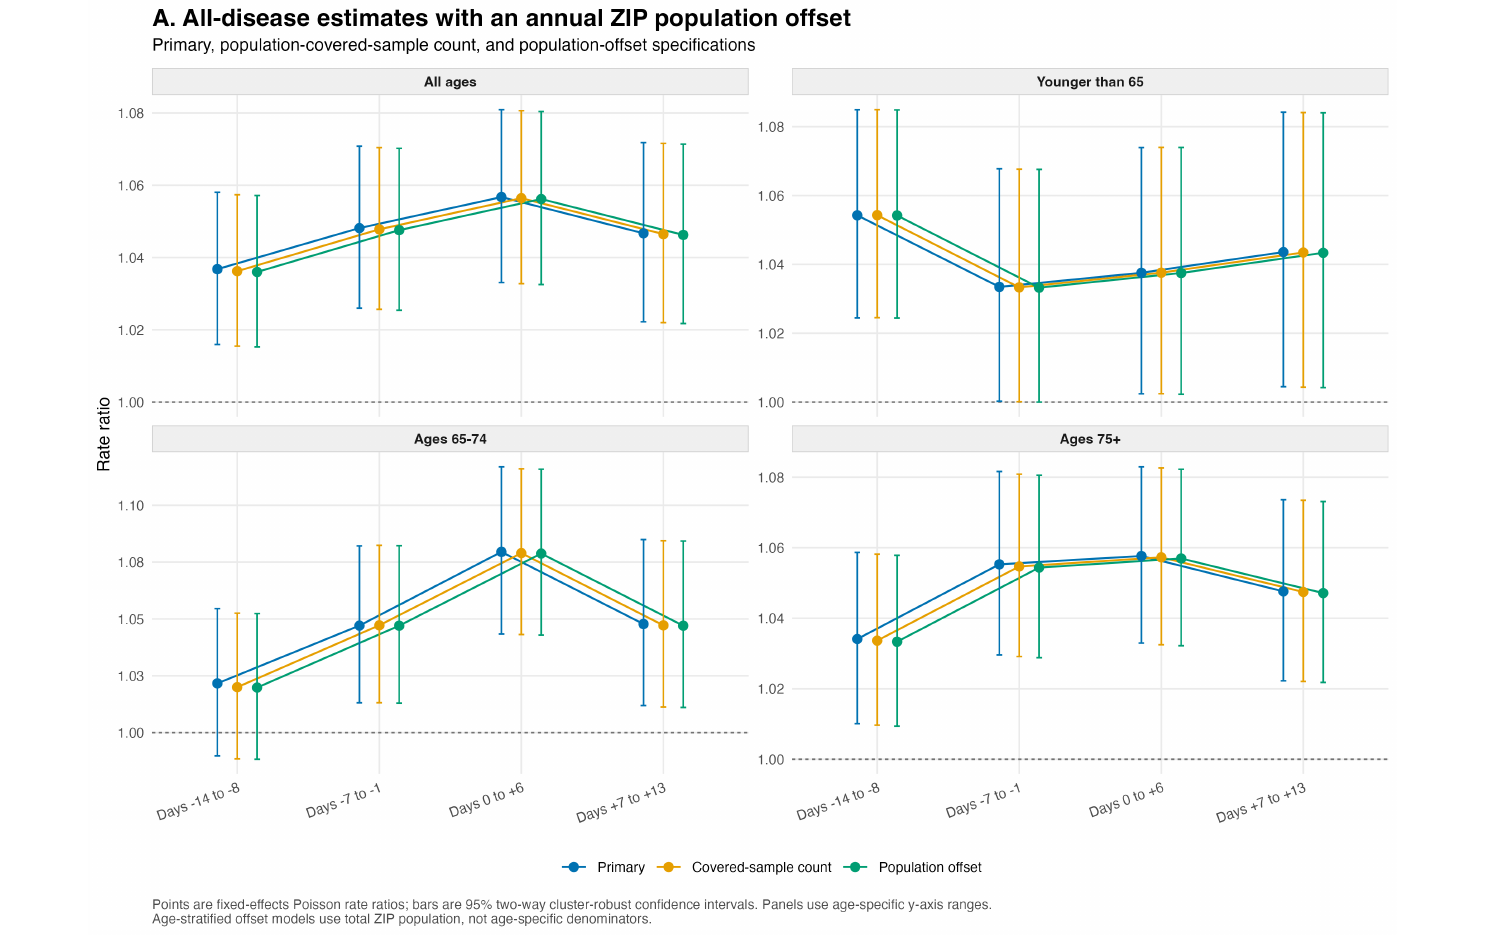 A. All-disease estimates with an annual ZIP population offset
Primary, population-covered-sample count, and population-offset specifications
All ages
Younger than 65
1.08
1.06
1.04
1.02
1.00
1.08
1.06
1.04
1.02
1.00
Rate ratio
Ages 65-74
Ages 75+
1.10
1.08
1.05
1.03
1.00
1.08
1.06
1.04
1.02
1.00
Days -14 to -8
Days -7 to -1
Days 0 to +6
Days +7 to +13
Days -14 to -8
Days -7 to -1
Days 0 to +6
Days +7 to +13
Primary
Covered-sample count
Population offset
Points are fixed-effects Poisson rate ratios; bars are 95% two-way cluster-robust confidence intervals. Panels use age-specific y-axis ranges.
Age-stratified offset models use total ZIP population, not age-specific denominators.